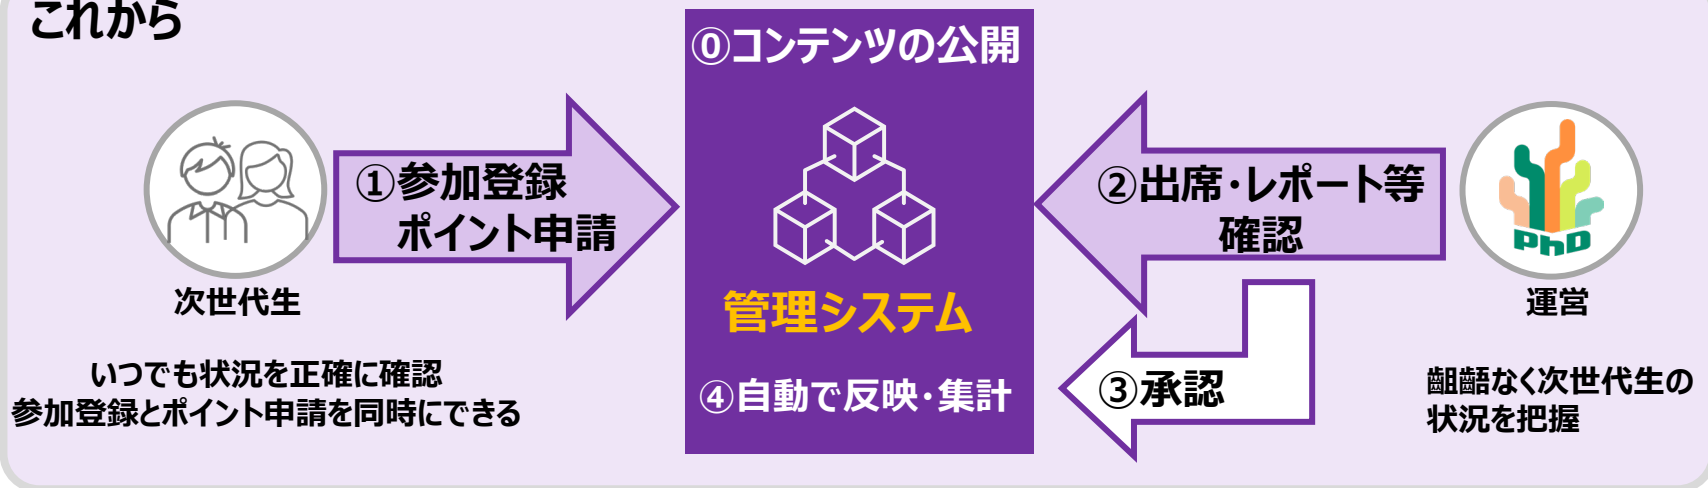 これから
⓪コンテンツの公開
①参加登録
ポイント申請
②出席・レポート等
確認
PhD
次世代生
管理システム
運営
③承認
④自動で反映・集計
いつでも状況を正確に確認
参加登録とポイント申請を同時にできる
齟齬なく次世代生の
状況を把握